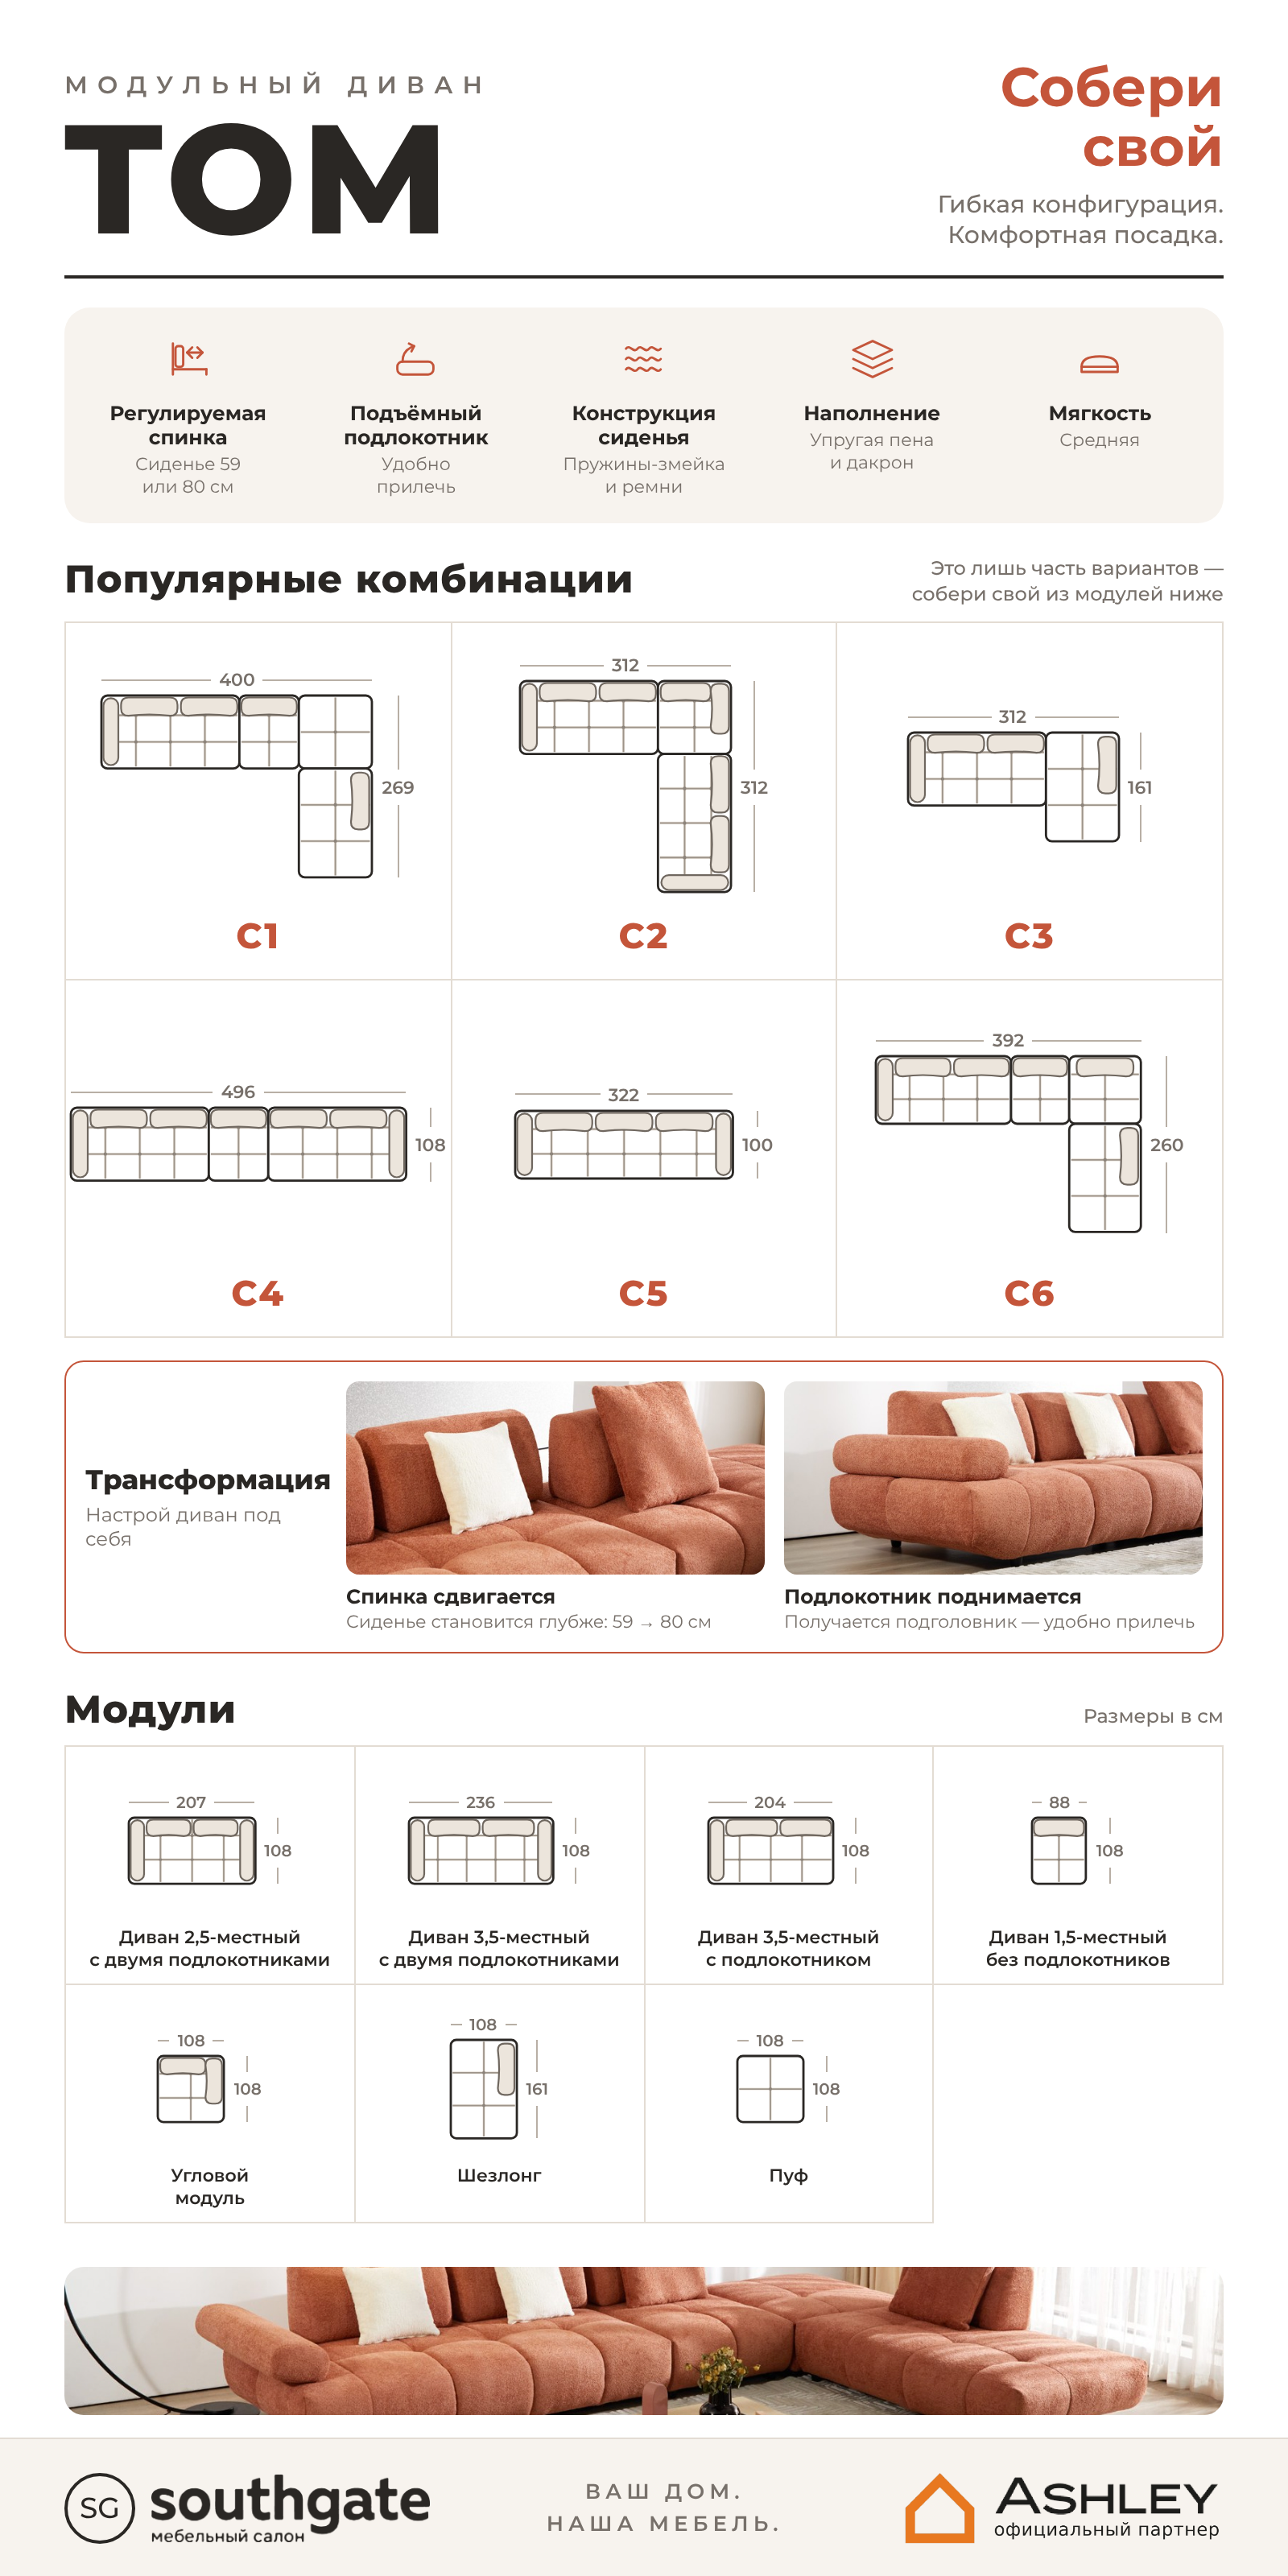 МОДУЛЬНЫЙ ДИВАН
ТОМ
Собери
свой
Гибкая конфигурация.
Комфортная посадка.
Регулируемая
спинка
Сиденье 59
или 80 см
Подъёмный
подлокотник
Удобно
прилечь
Конструкция
сиденья
Пружины-змейка
и ремни
Наполнение
Упругая пена
и дакрон
Мягкость
Средняя
Популярные комбинации
Это лишь часть вариантов —
собери свой из модулей ниже
400
269
C1
312
312
C2
312
161
C3
496
108
C4
322
100
C5
392
260
C6
Трансформация
Настрой диван под
себя
Спинка сдвигается
Сиденье становится глубже: 59 → 80 см
Подлокотник поднимается
Получается подголовник — удобно прилечь
Модули
Размеры в см
207
108
Диван 2,5-местный
с двумя подлокотниками
236
108
Диван 3,5-местный
с двумя подлокотниками
204
108
Диван 3,5-местный
с подлокотником
88
108
Диван 1,5-местный
без подлокотников
108
108
Угловой
модуль
108
161
Шезлонг
108
108
Пуф
SG
southgate
мебельный салон
ВАШ ДОМ.
НАША МЕБЕЛЬ.
ASHLEY
официальный партнер